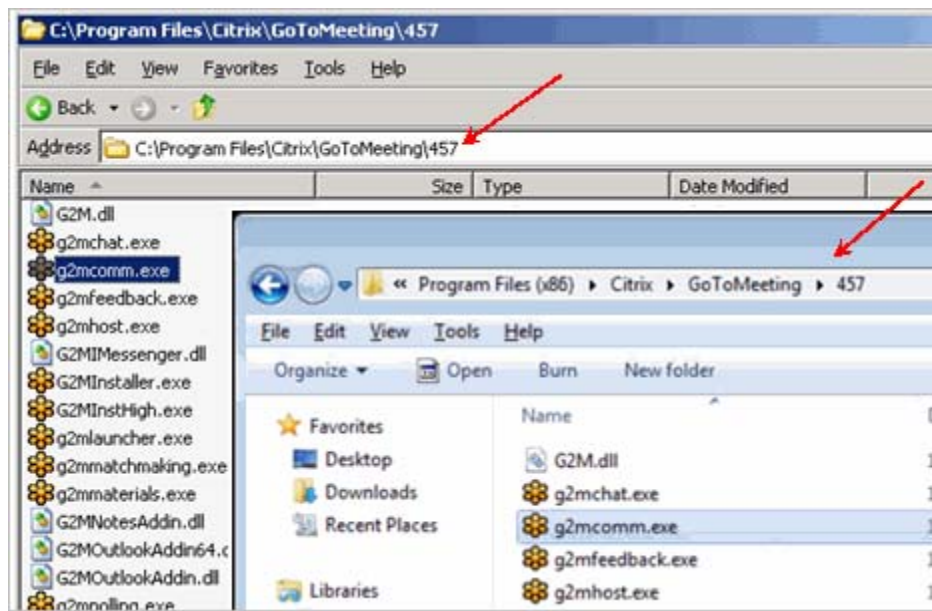 C:\Program Files\Citrix\GoToMeeting\457
File Edit View Favorites Tools Help
Back
Address C:\Program Files\Citrix\GoToMeeting\457
Name Size Type Date Modified
G2M.dll
g2mchat.exe
g2mcomm.exe
g2mfeedback.exe
g2mhost.exe
G2MIMessenger.dll
G2MInstaller.exe
G2MInstHigh.exe
g2mlauncher.exe
g2mmatchmaking.exe
g2mmaterials.exe
G2MNotesAddin.dll
G2MOutlookAddin64.
G2MOutlookAddin.dll
g2mpolling.exe
« Program Files (x86) Citrix GoToMeeting 457
File Edit View Tools Help
Organize Open Burn New folder
Favorites
Desktop
Downloads
Recent Places
Libraries
Name
G2M.dll
g2mchat.exe
g2mcomm.exe
g2mfeedback.exe
g2mhost.exe